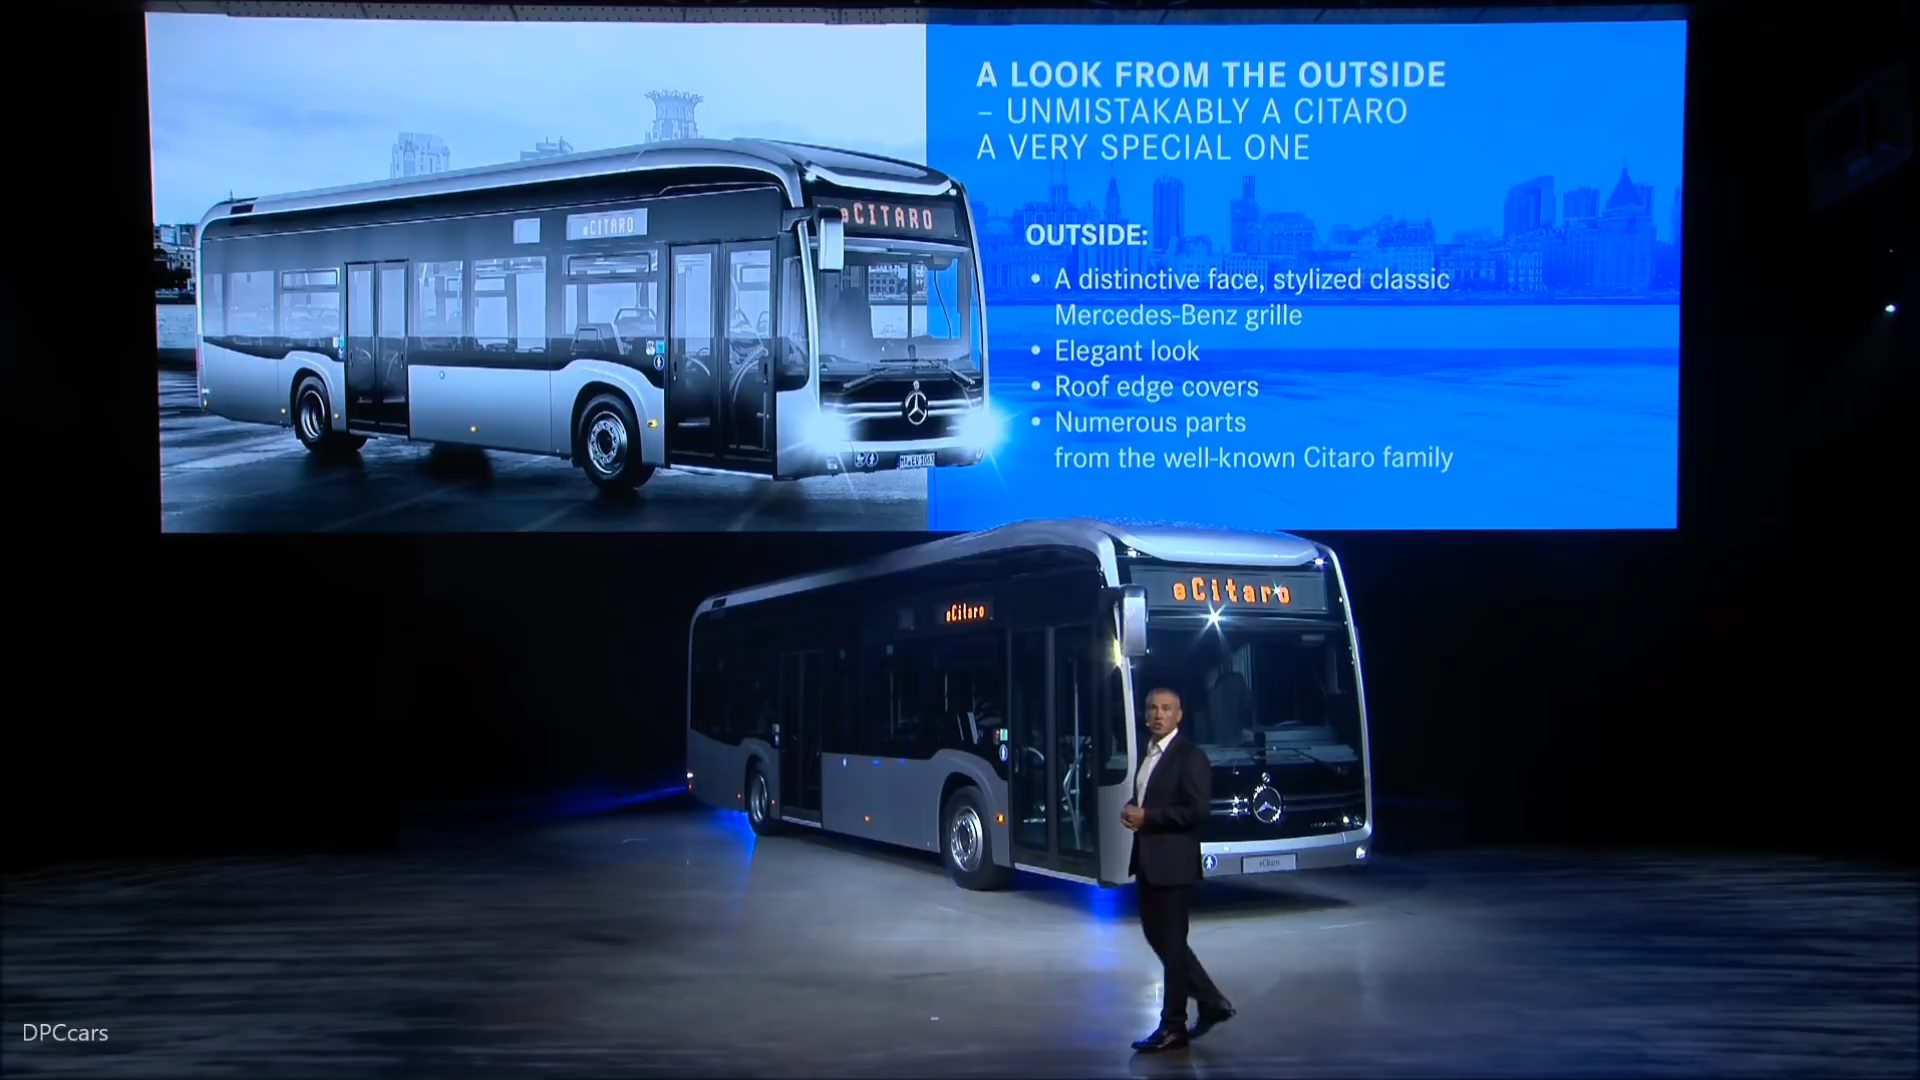 A LOOK FROM THE OUTSIDE
– UNMISTAKABLY A CITARO
A VERY SPECIAL ONE
OUTSIDE:
• A distinctive face, stylized classic
Mercedes-Benz grille
• Elegant look
• Roof edge covers
• Numerous parts
from the well-known Citaro family
eCITARO
eCITARO
eCitaro
eCitaro
eCitaro
DPCcars